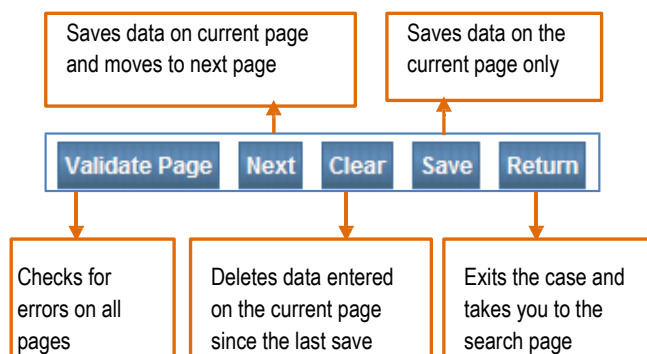 Saves data on current page
and moves to next page
Saves data on the
current page only
Validate Page Next Clear Save Return
Checks for
errors on all
pages
Deletes data entered
on the current page
since the last save
Exits the case and
takes you to the
search page